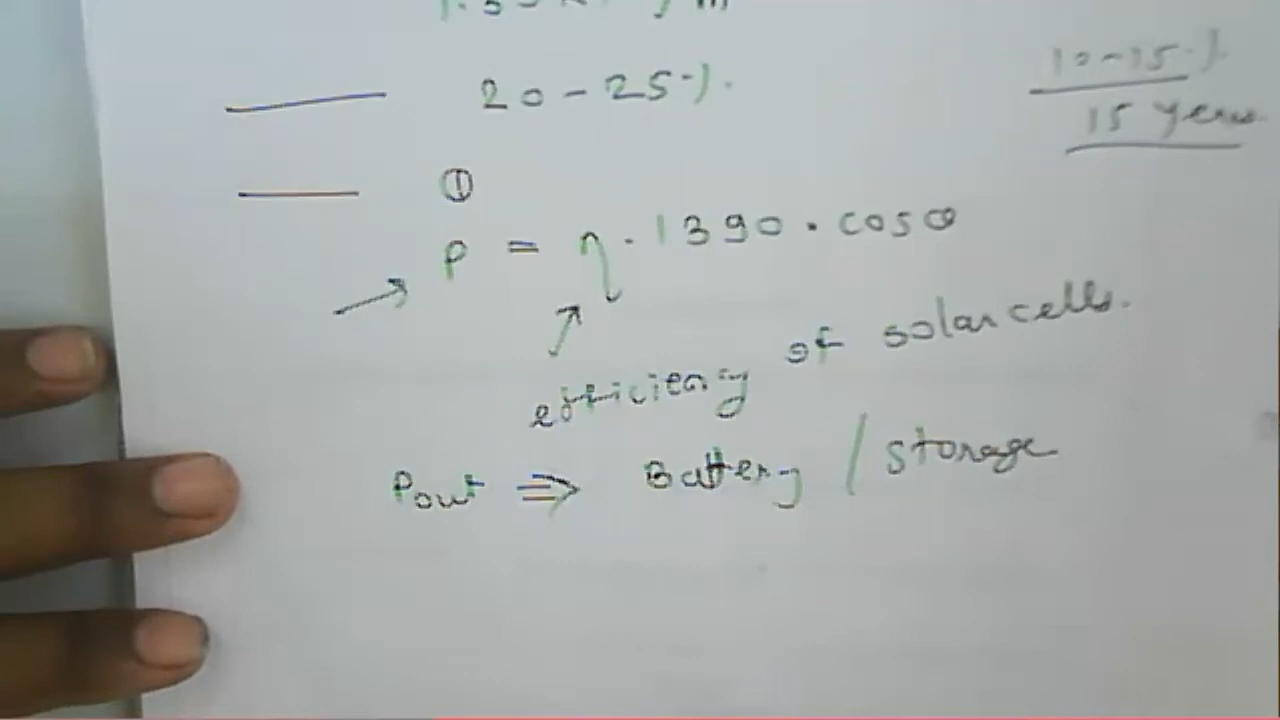 20-25%.
10-15%
15 years
①
P = η . 1390 . cosθ
efficiency of solar cells.
Pout ⇒ Battery / storage